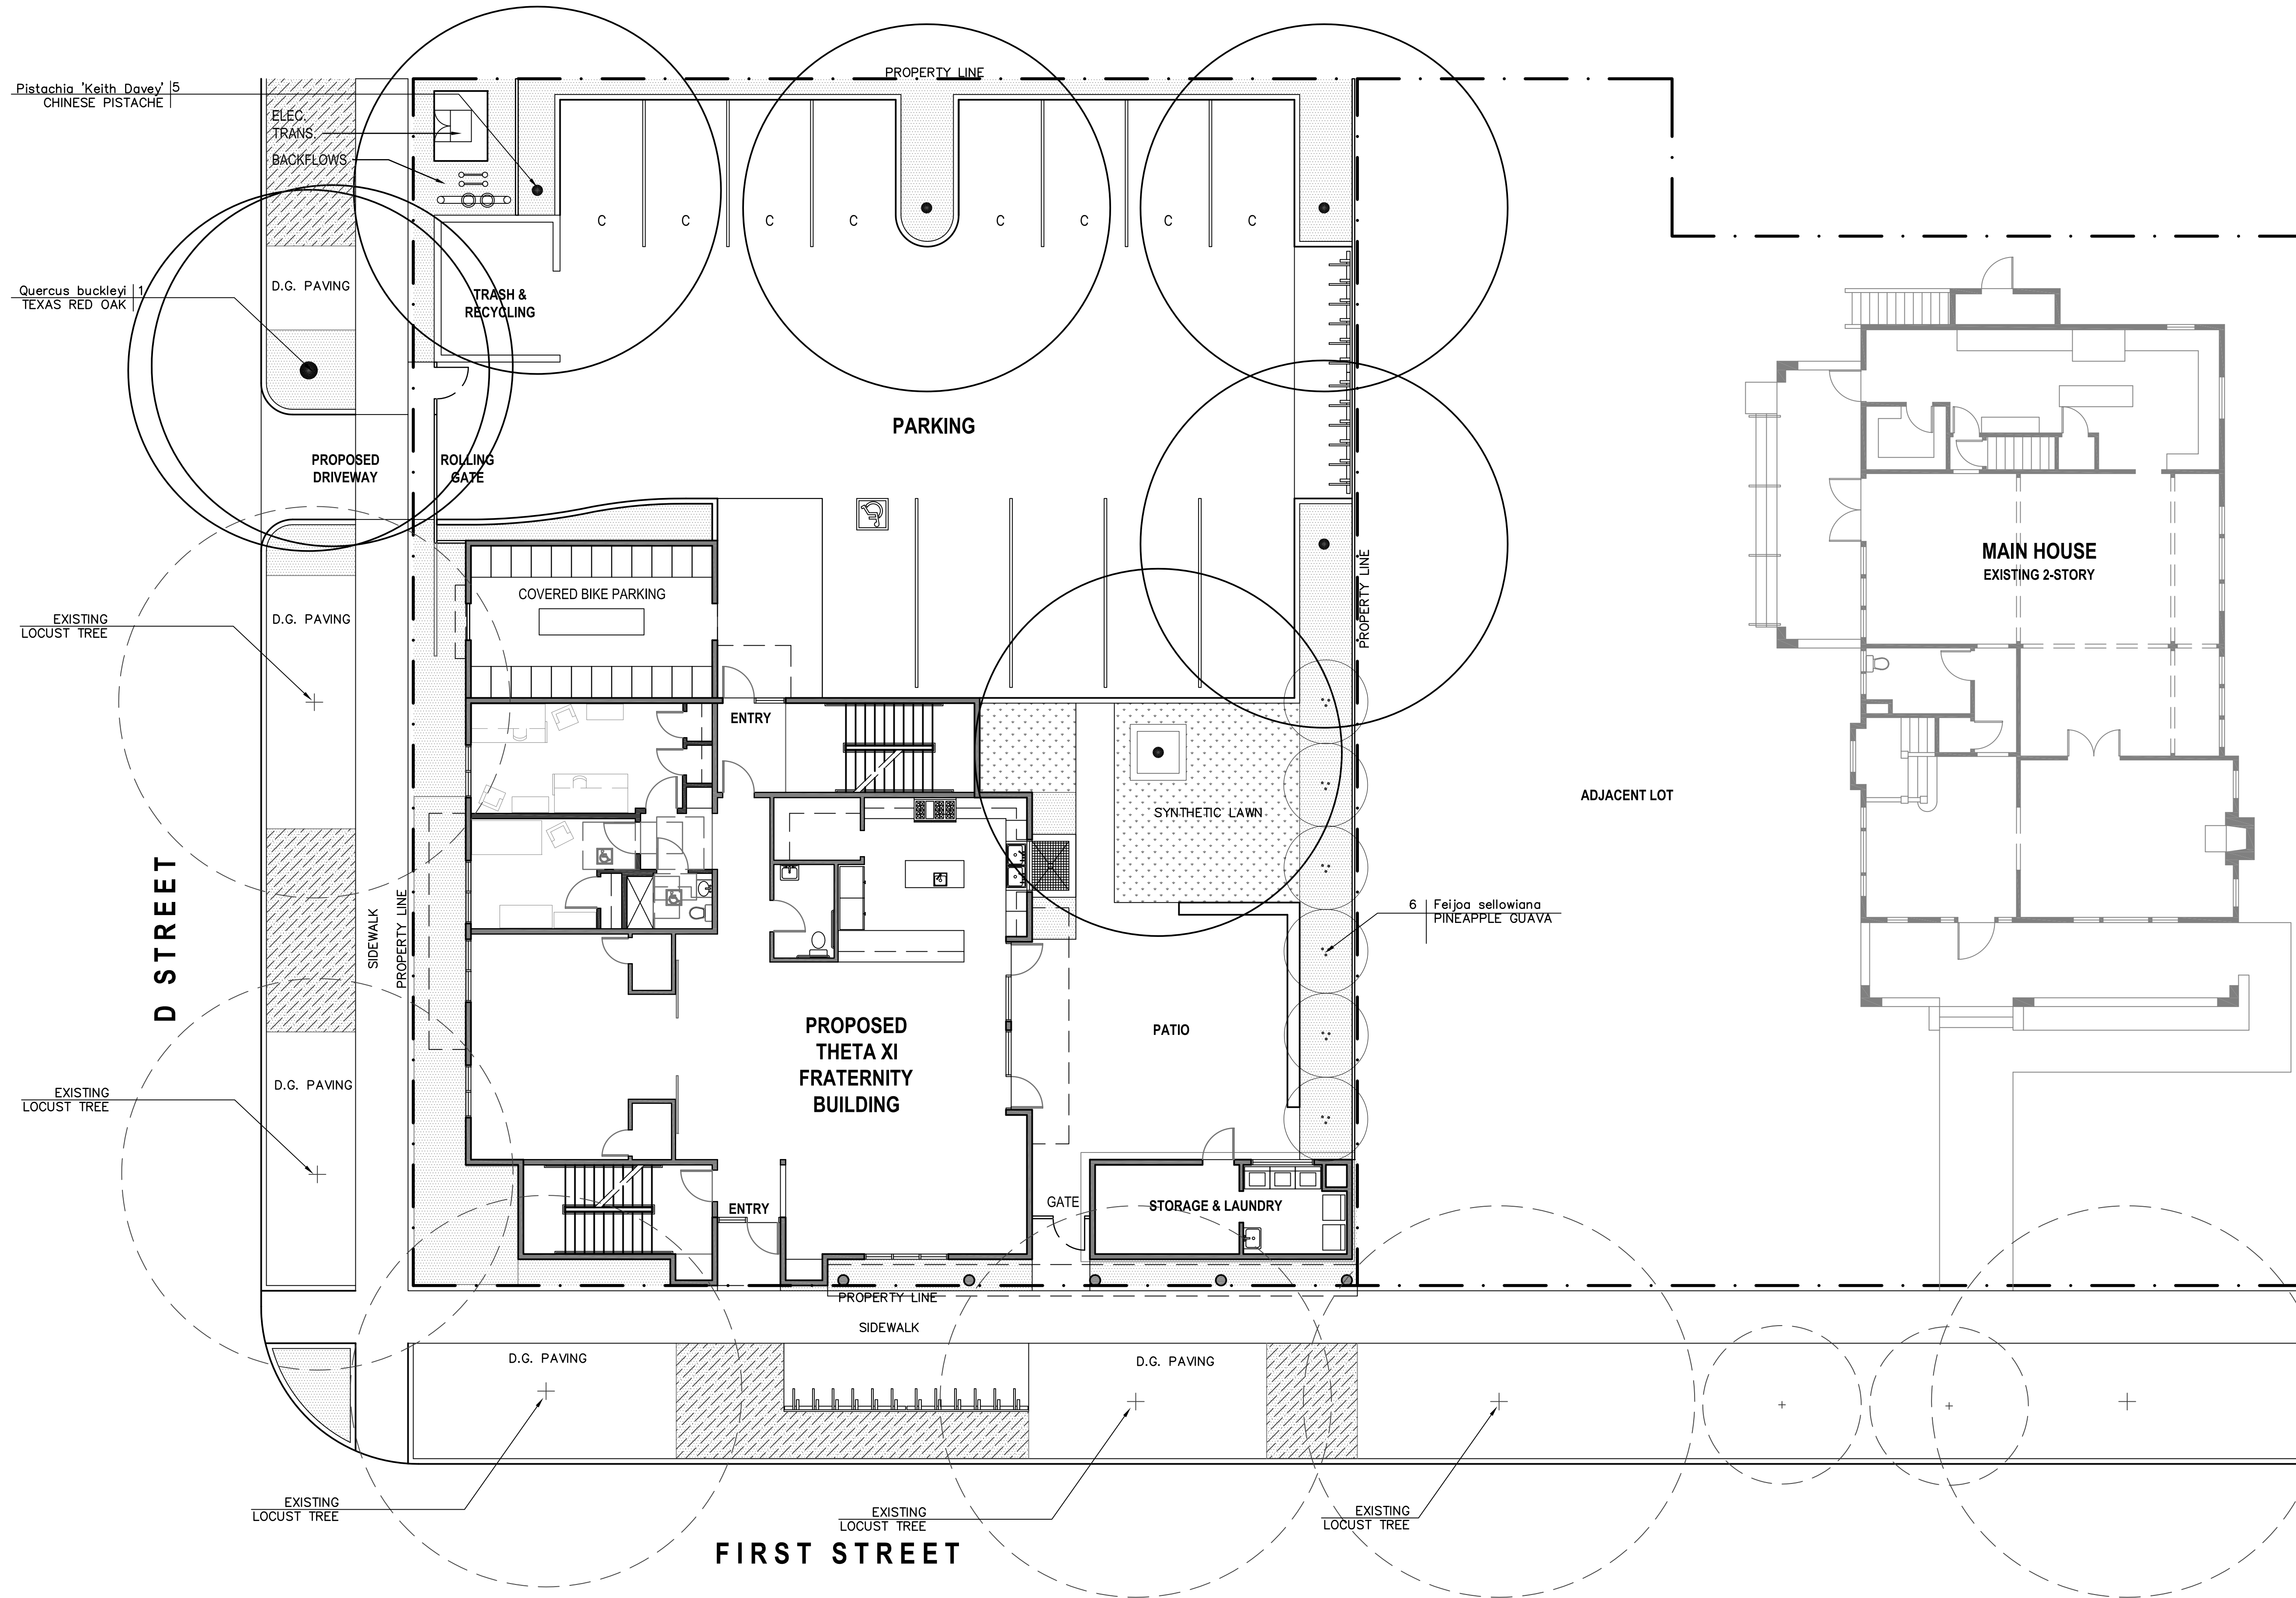 PROPERTY LINE
Pistachia 'Keith Davey' 5
CHINESE PISTACHE
ELEC.
TRANS.
BACKFLOWS
C C C C C C C C
D.G. PAVING
Quercus buckleyi 1
TEXAS RED OAK
TRASH &
RECYCLING
PARKING
PROPOSED
DRIVEWAY
ROLLING
GATE
MAIN HOUSE
EXISTING 2-STORY
PROPERTY LINE
COVERED BIKE PARKING
EXISTING
LOCUST TREE
D.G. PAVING
ENTRY
ADJACENT LOT
SYNTHETIC LAWN
D STREET
SIDEWALK
PROPERTY LINE
6 Feijoa sellowiana
PINEAPPLE GUAVA
PROPOSED
THETA XI
FRATERNITY
BUILDING
PATIO
EXISTING
LOCUST TREE
D.G. PAVING
ENTRY
GATE
STORAGE & LAUNDRY
PROPERTY LINE
SIDEWALK
D.G. PAVING
D.G. PAVING
EXISTING
LOCUST TREE
EXISTING
LOCUST TREE
EXISTING
LOCUST TREE
FIRST STREET